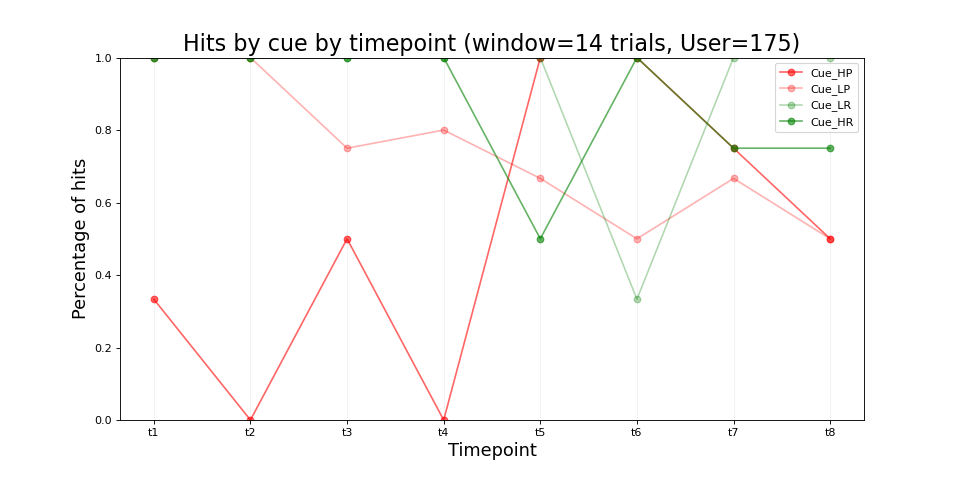 Hits by cue by timepoint (window=14 trials, User=175)
Percentage of hits
1.0
0.8
0.6
0.4
0.2
0.0
Cue_HP
Cue_LP
Cue_LR
Cue_HR
t1 t2 t3 t4 t5 t6 t7 t8
Timepoint